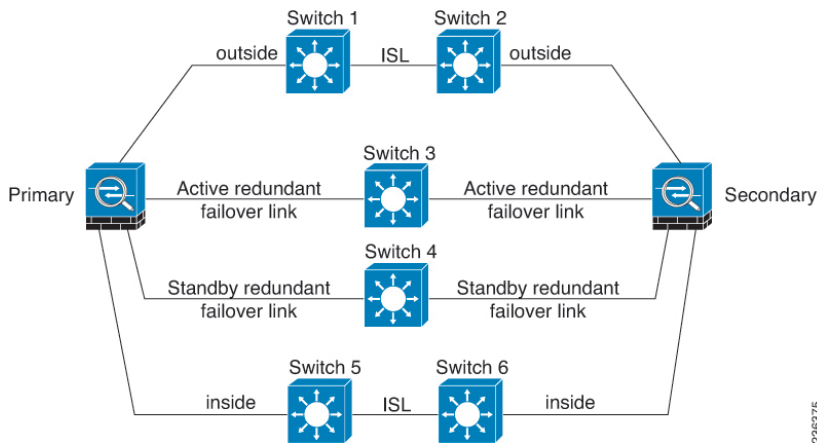 Switch 1
Switch 2
outside
ISL
outside
Switch 3
Primary
Active redundant
failover link
Active redundant
failover link
Secondary
Switch 4
Standby redundant
failover link
Standby redundant
failover link
Switch 5
Switch 6
inside
ISL
inside
236375